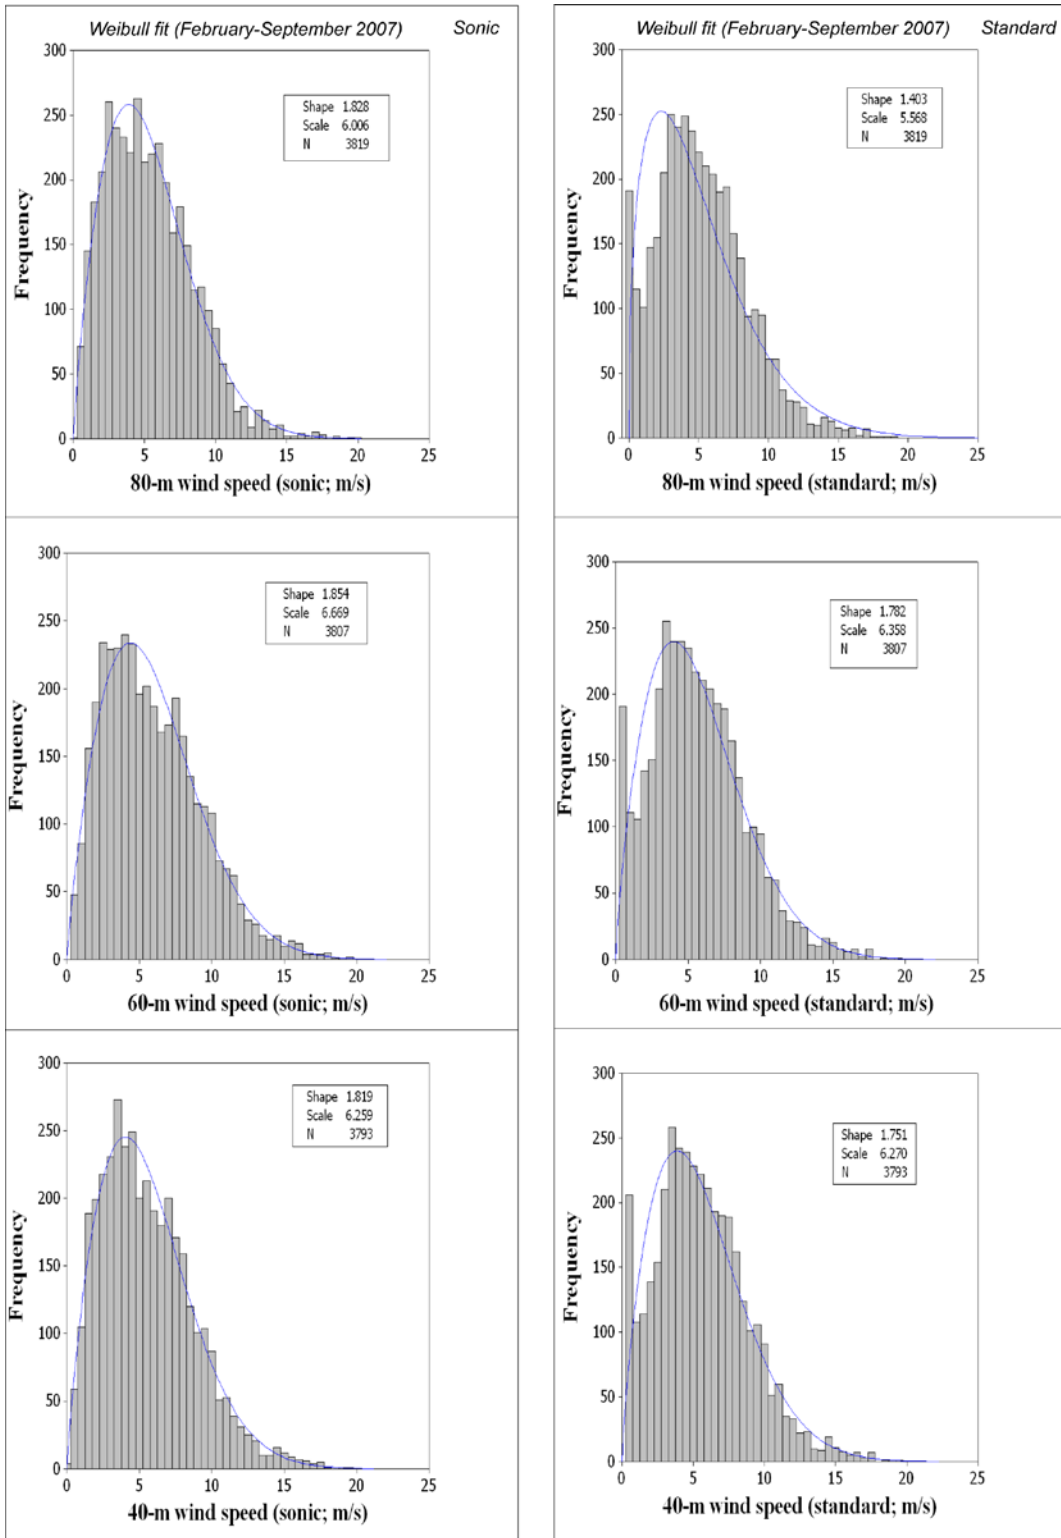 Weibull fit (February-September 2007) Sonic
300
250
200
150
100
50
0
Frequency
Shape 1.828
Scale 6.006
N 3819
0 5 10 15 20 25
80-m wind speed (sonic; m/s)
Weibull fit (February-September 2007) Standard
300
250
200
150
100
50
0
Frequency
Shape 1.403
Scale 5.568
N 3819
0 5 10 15 20 25
80-m wind speed (standard; m/s)
300
250
200
150
100
50
0
Frequency
Shape 1.854
Scale 6.669
N 3807
0 5 10 15 20 25
60-m wind speed (sonic; m/s)
300
250
200
150
100
50
0
Frequency
Shape 1.782
Scale 6.358
N 3807
0 5 10 15 20 25
60-m wind speed (standard; m/s)
300
250
200
150
100
50
0
Frequency
Shape 1.819
Scale 6.259
N 3793
0 5 10 15 20 25
40-m wind speed (sonic; m/s)
300
250
200
150
100
50
0
Frequency
Shape 1.751
Scale 6.270
N 3793
0 5 10 15 20 25
40-m wind speed (standard; m/s)